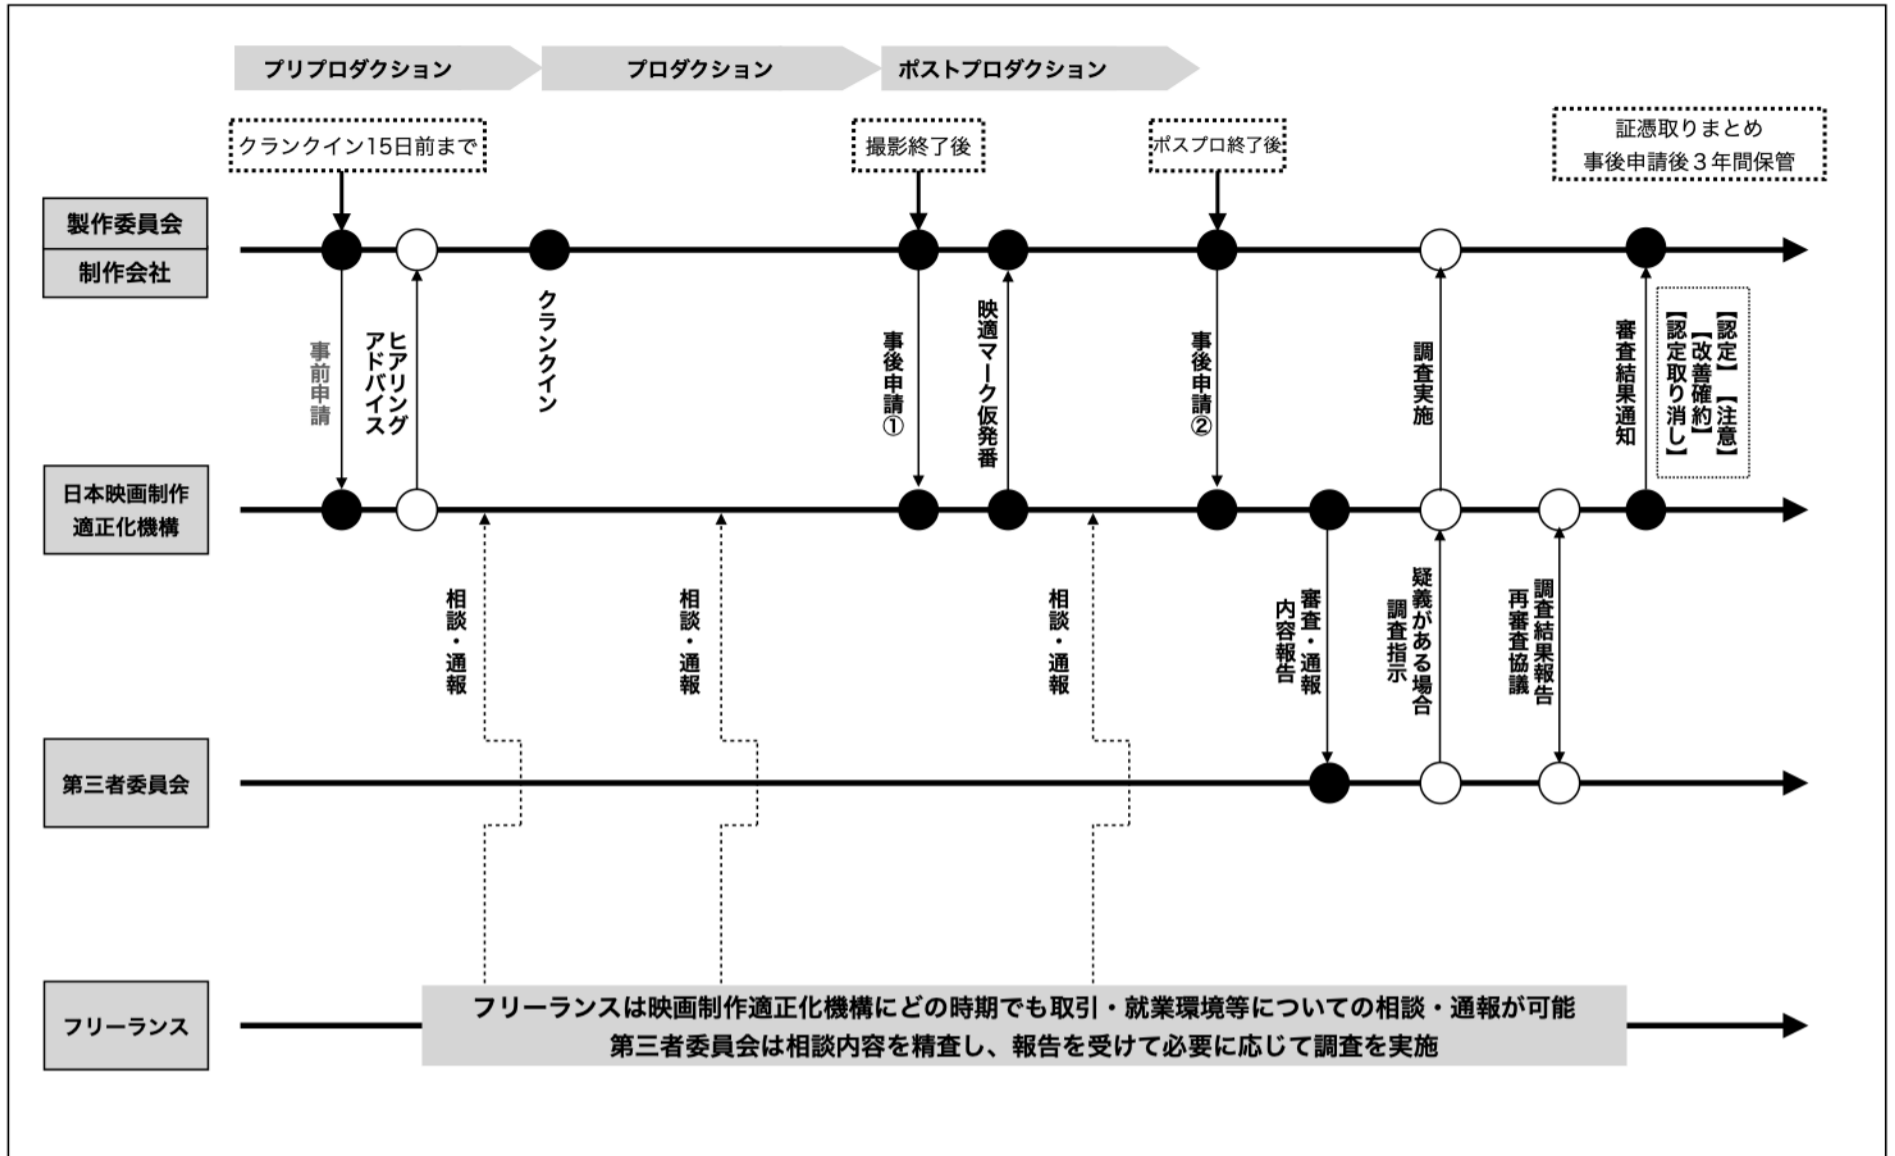 プリプロダクション
プロダクション
ポストプロダクション
クランクイン15日前まで
撮影終了後
ポスプロ終了後
証憑取りまとめ
事後申請後３年間保管
製作委員会
制作会社
事前申請
ヒアリング
アドバイス
クランクイン
事後申請①
映適マーク仮発番
事後申請②
調査実施
審査結果通知
【認定】【注意】
【改善確約】
【認定取り消し】
日本映画制作
適正化機構
相談・通報
相談・通報
相談・通報
審査・通報
内容報告
疑義がある場合
調査指示
調査結果報告
再審査協議
第三者委員会
フリーランス
フリーランスは映画制作適正化機構にどの時期でも取引・就業環境等についての相談・通報が可能
第三者委員会は相談内容を精査し、報告を受けて必要に応じて調査を実施